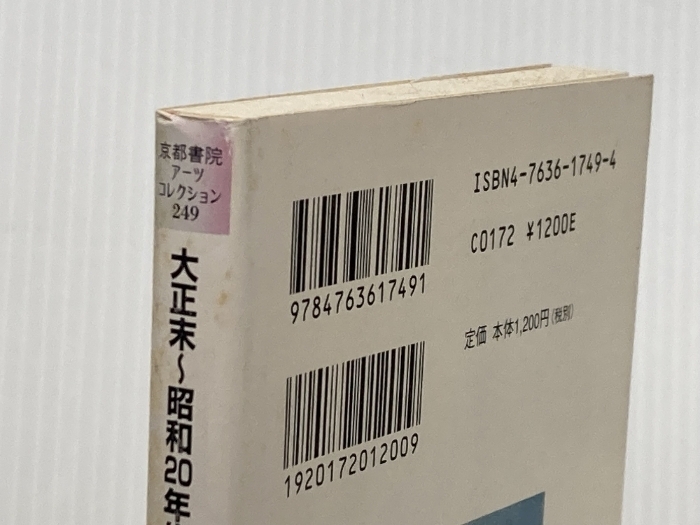 京都書院
アーツ
コレクション
249
大正末～昭和20年
ISBN4-7636-1749-4
C0172 ¥1200E
9784763617491
定価 本体1,200円(税別)
1920172012009